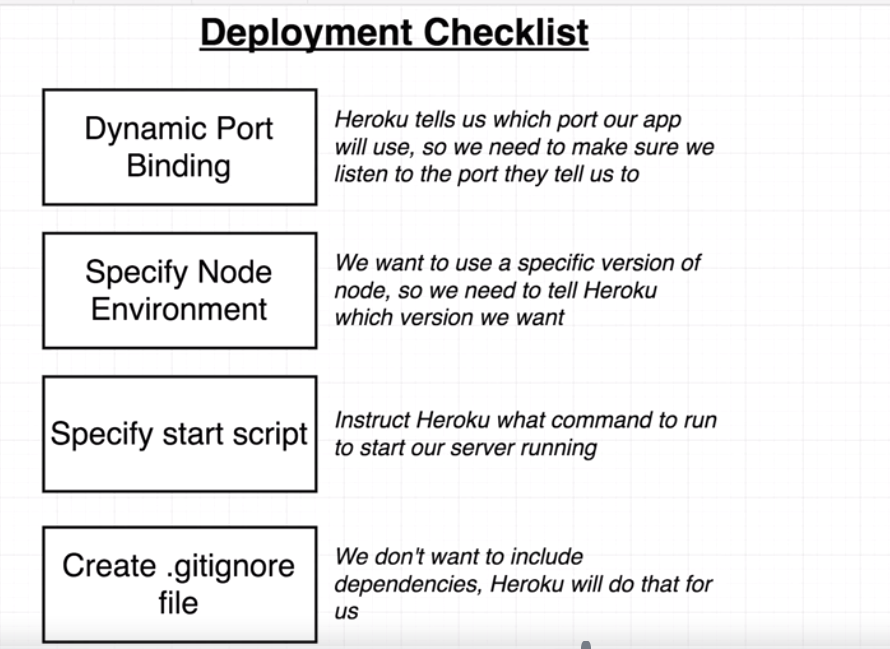 Deployment Checklist
Dynamic Port
Binding
Heroku tells us which port our app
will use, so we need to make sure we
listen to the port they tell us to
Specify Node
Environment
We want to use a specific version of
node, so we need to tell Heroku
which version we want
Specify start script
Instruct Heroku what command to run
to start our server running
Create .gitignore
file
We don't want to include
dependencies, Heroku will do that for
us